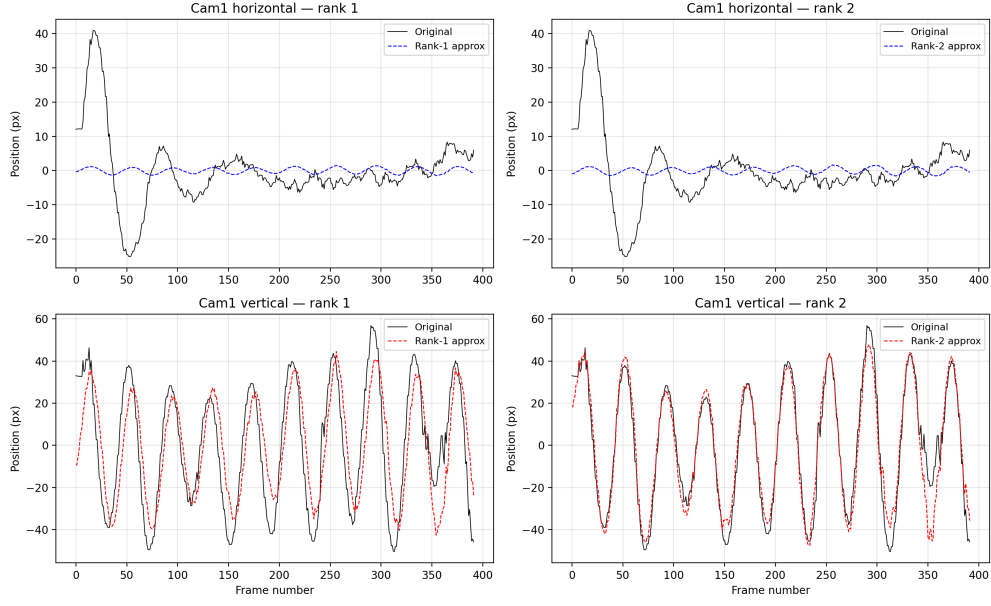 Cam1 horizontal — rank 1
Position (px)
40
30
20
10
0
−10
−20
0 50 100 150 200 250 300 350 400
Original
Rank-1 approx
Cam1 horizontal — rank 2
Position (px)
40
30
20
10
0
−10
−20
0 50 100 150 200 250 300 350 400
Original
Rank-2 approx
Cam1 vertical — rank 1
Position (px)
60
40
20
0
−20
−40
0 50 100 150 200 250 300 350 400
Frame number
Original
Rank-1 approx
Cam1 vertical — rank 2
Position (px)
60
40
20
0
−20
−40
0 50 100 150 200 250 300 350 400
Frame number
Original
Rank-2 approx